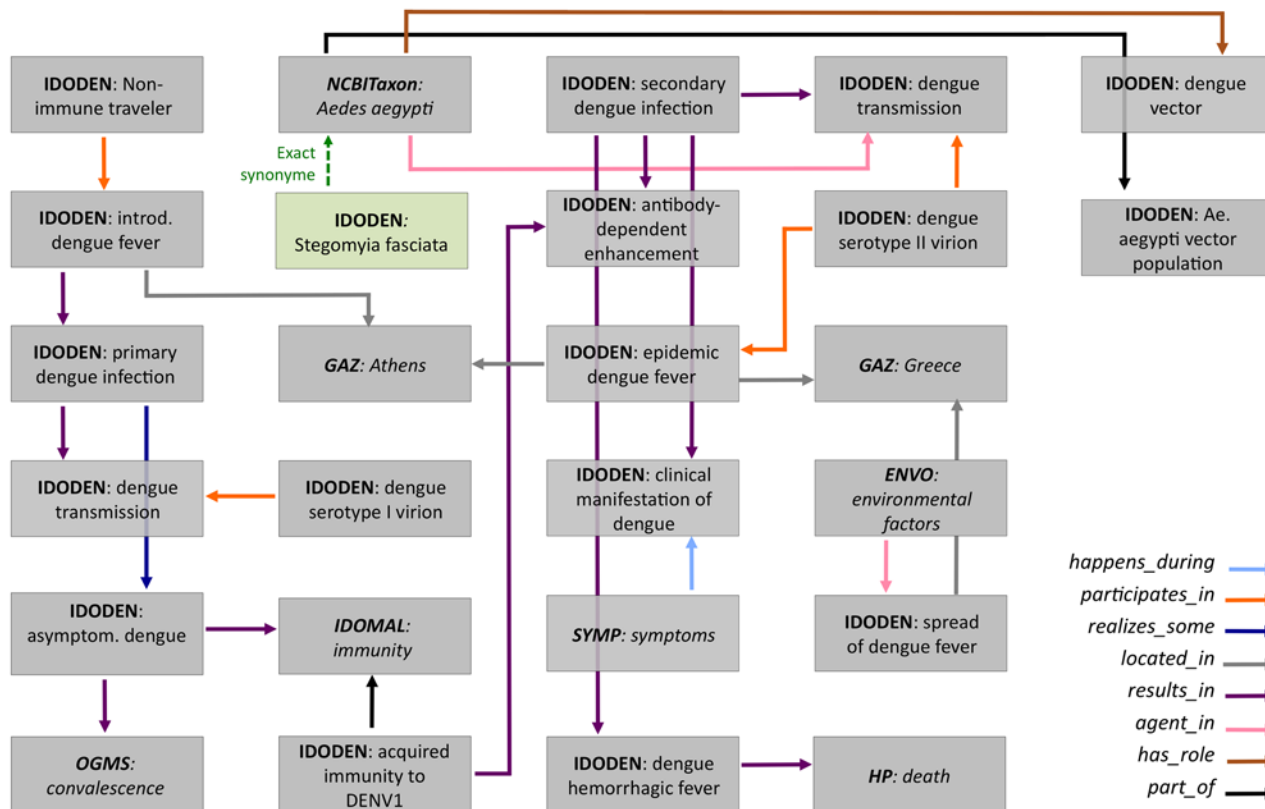 IDODEN: Non-
immune traveler
NCBITaxon:
Aedes aegypti
IDODEN: secondary
dengue infection
IDODEN: dengue
transmission
IDODEN: dengue
vector
Exact
synonyme
IDODEN: introd.
dengue fever
IDODEN:
Stegomyia fasciata
IDODEN: antibody-
dependent
enhancement
IDODEN: dengue
serotype II virion
IDODEN: Ae.
aegypti vector
population
IDODEN: primary
dengue infection
GAZ: Athens
IDODEN: epidemic
dengue fever
GAZ: Greece
IDODEN: dengue
transmission
IDODEN: dengue
serotype I virion
IDODEN: clinical
manifestation of
dengue
ENVO:
environmental
factors
IDODEN:
asymptom. dengue
IDOMAL:
immunity
SYMP: symptoms
IDODEN: spread
of dengue fever
OGMS:
convalescence
IDODEN: acquired
immunity to
DENV1
IDODEN: dengue
hemorrhagic fever
HP: death
happens_during
participates_in
realizes_some
located_in
results_in
agent_in
has_role
part_of